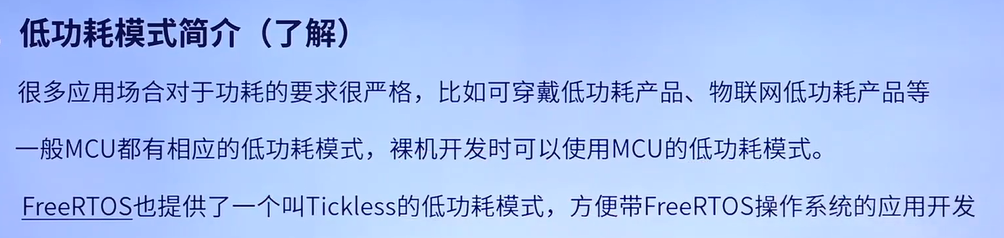 低功耗模式简介（了解）
很多应用场合对于功耗的要求很严格，比如可穿戴低功耗产品、物联网低功耗产品等
一般MCU都有相应的低功耗模式，裸机开发时可以使用MCU的低功耗模式。
FreeRTOS也提供了一个叫Tickless的低功耗模式，方便带FreeRTOS操作系统的应用开发